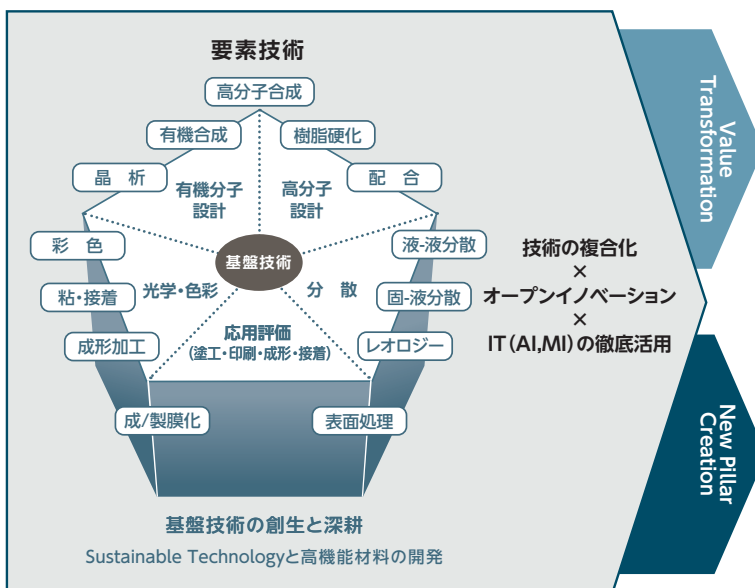 要素技術
高分子合成
有機合成
樹脂硬化
晶 析
配 合
有機分子
設計
高分子
設計
彩 色
液-液分散
基盤技術
粘・接着
光学・色彩
分 散
固-液分散
成形加工
応用評価
(塗工・印刷・成形・接着)
レオロジー
成/製膜化
表面処理
基盤技術の創生と深耕
Sustainable Technologyと高機能材料の開発
技術の複合化
×
オープンイノベーション
×
IT(AI,MI)の徹底活用
Value
Transformation
New Pillar
Creation